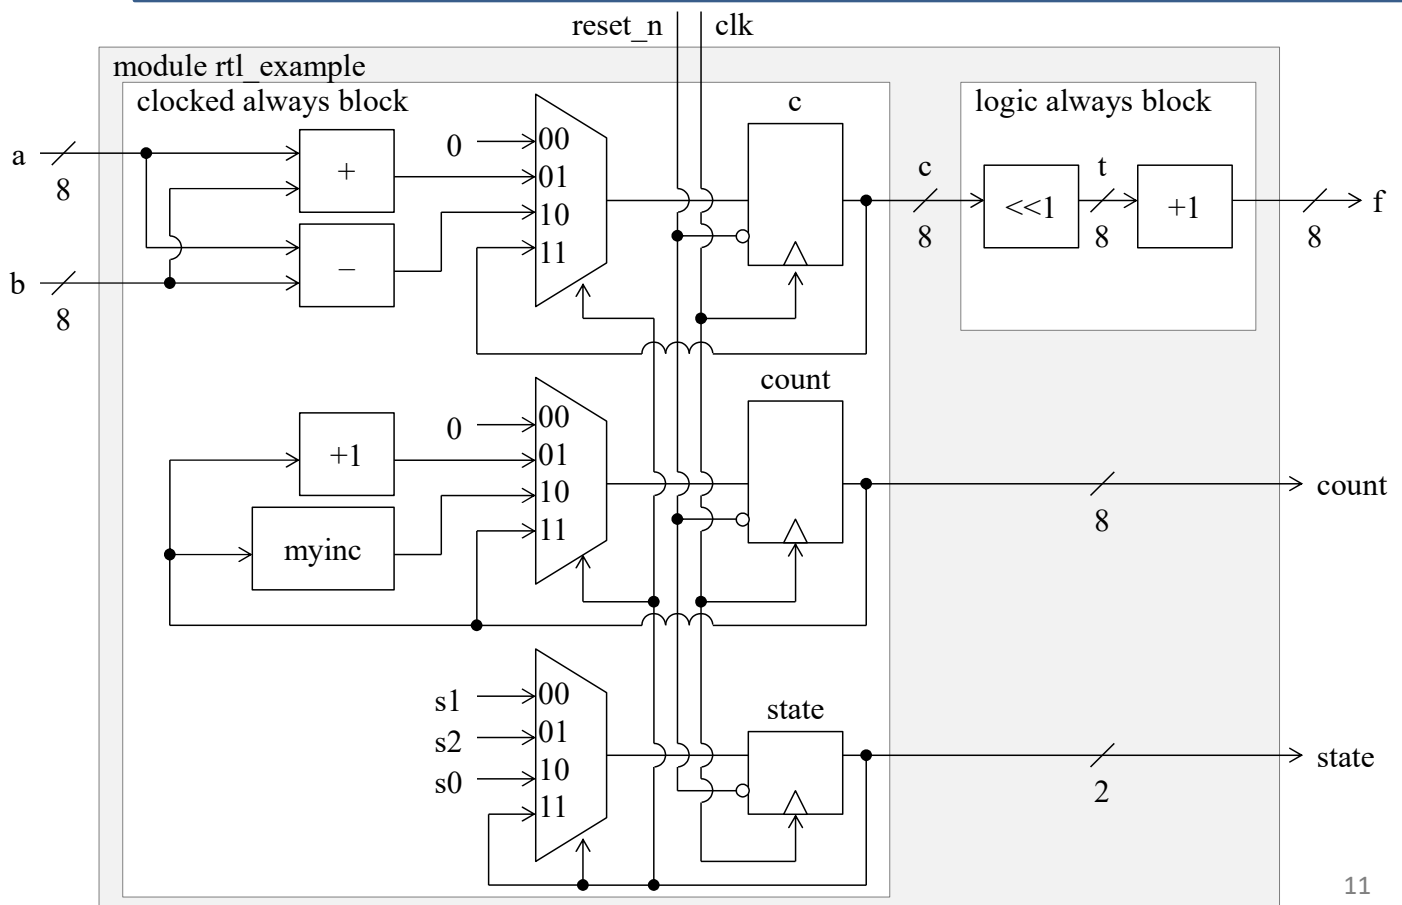 reset_n clk
module rtl_example
clocked always block
c
logic always block
a
8
+
0
00
01
10
11
c
8
<<1
t
8
+1
8
f
b
8
−
count
+1
0
00
01
10
11
8
count
myinc
state
s1
s2
s0
00
01
10
11
2
state
11